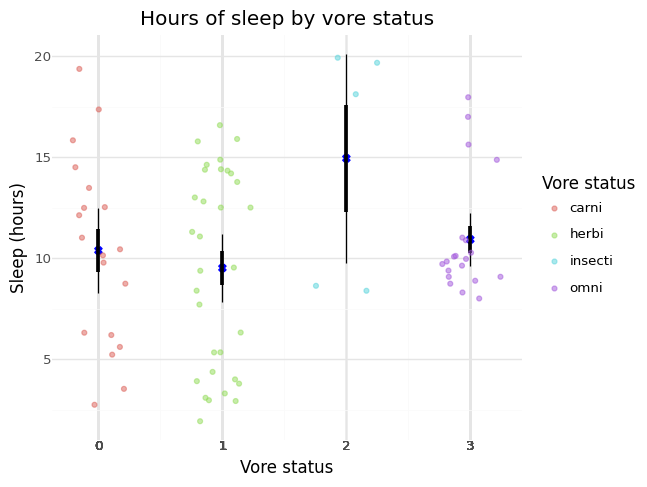 Hours of sleep by vore status
20
15
10
5
Sleep (hours)
0
1
2
3
Vore status
Vore status
carni
herbi
insecti
omni